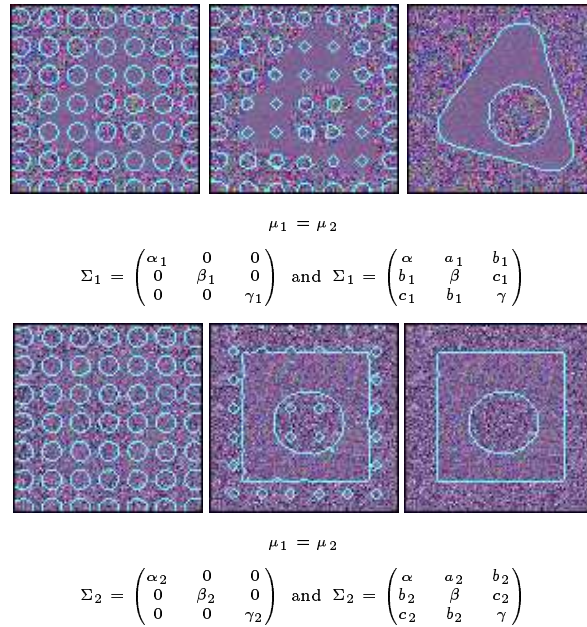 μ₁ = μ₂
Σ₁ = (α₁ 0 0
0 β₁ 0
0 0 γ₁) and Σ₁ = (α a₁ b₁
b₁ β c₁
c₁ b₁ γ)
μ₁ = μ₂
Σ₂ = (α₂ 0 0
0 β₂ 0
0 0 γ₂) and Σ₂ = (α a₂ b₂
b₂ β c₂
c₂ b₂ γ)